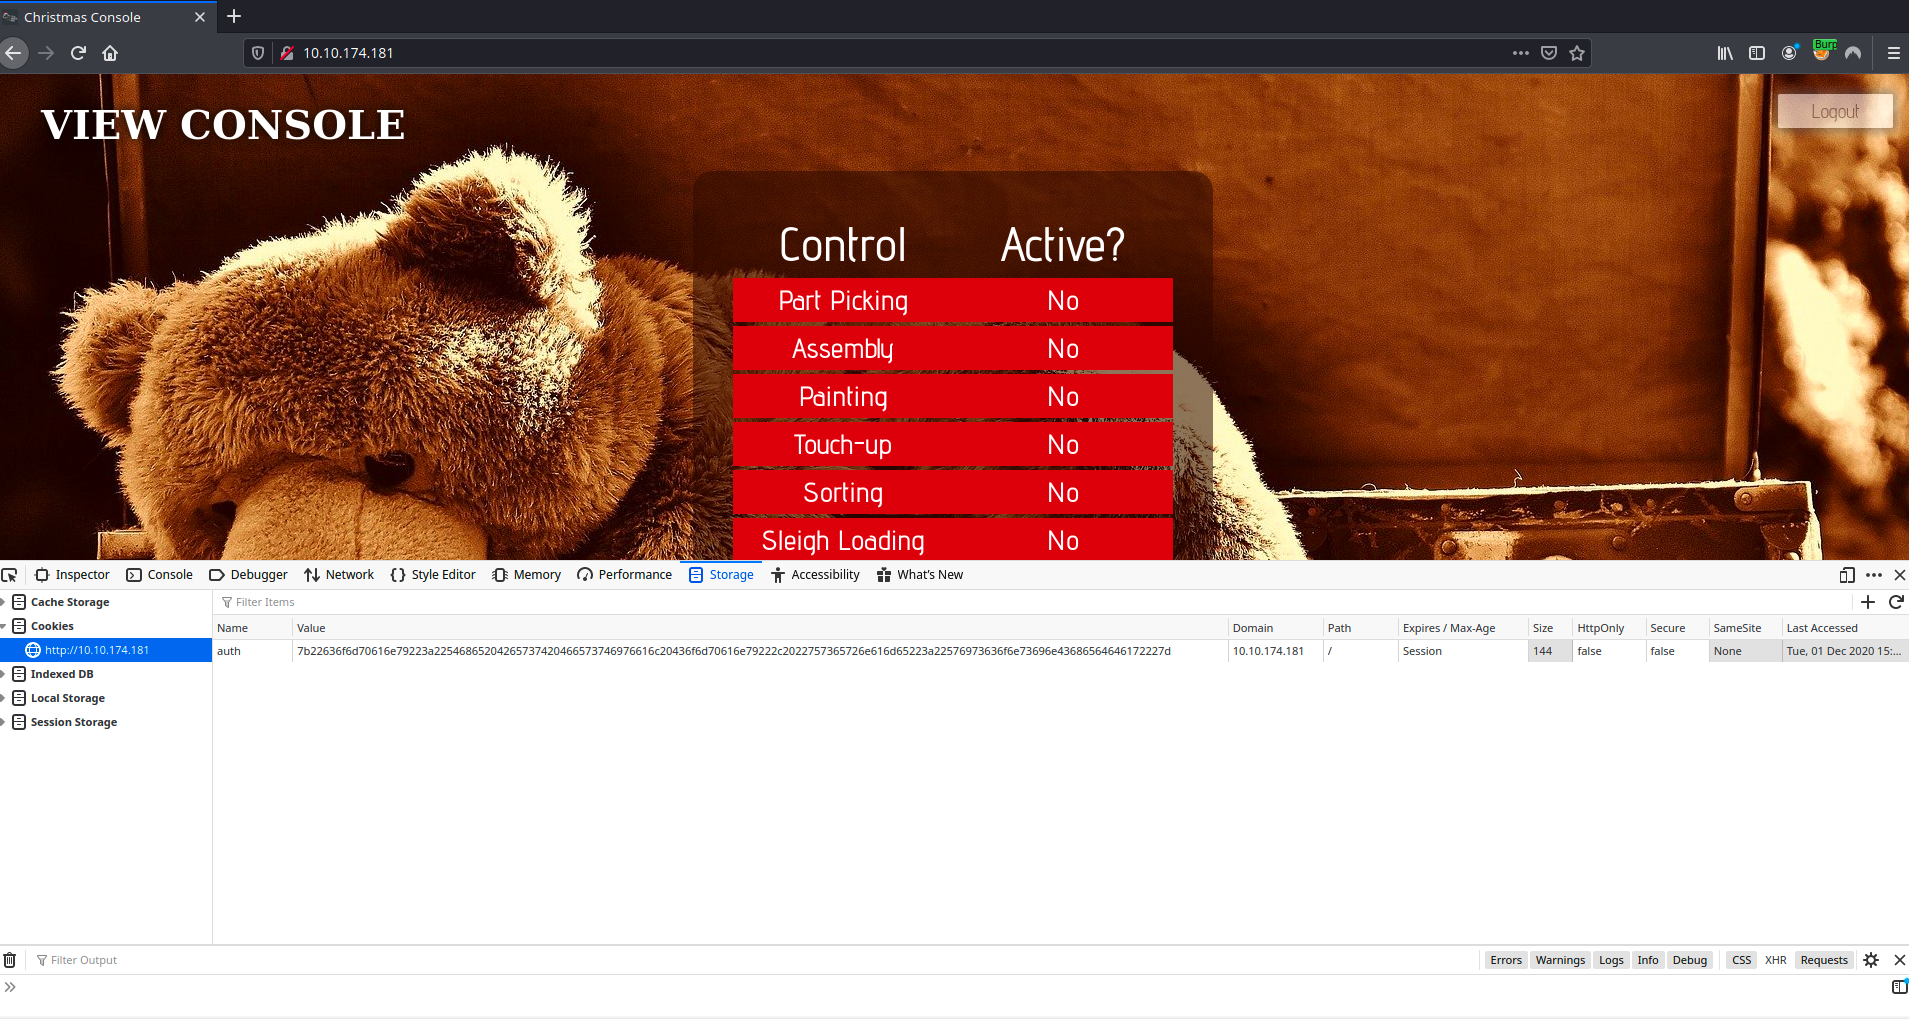 Christmas Console
10.10.174.181
Burp
VIEW CONSOLE
Logout
Control Active?
Part Picking No
Assembly No
Painting No
Touch-up No
Sorting No
Sleigh Loading No
Inspector Console Debugger Network Style Editor Memory Performance Storage Accessibility What's New
Cache Storage
Filter Items
Cookies
Name Value Domain Path Expires / Max-Age Size HttpOnly Secure SameSite Last Accessed
http://10.10.174.181
auth 7b22636f6d70616e79223a22546865204265737420466573746976616c20436f6d70616e79222c2022757365726e616d65223a22576973636f6e73696e43686564646172227d 10.10.174.181 / Session 144 false false None Tue, 01 Dec 2020 15:...
Indexed DB
Local Storage
Session Storage
Filter Output
Errors Warnings Logs Info Debug CSS XHR Requests